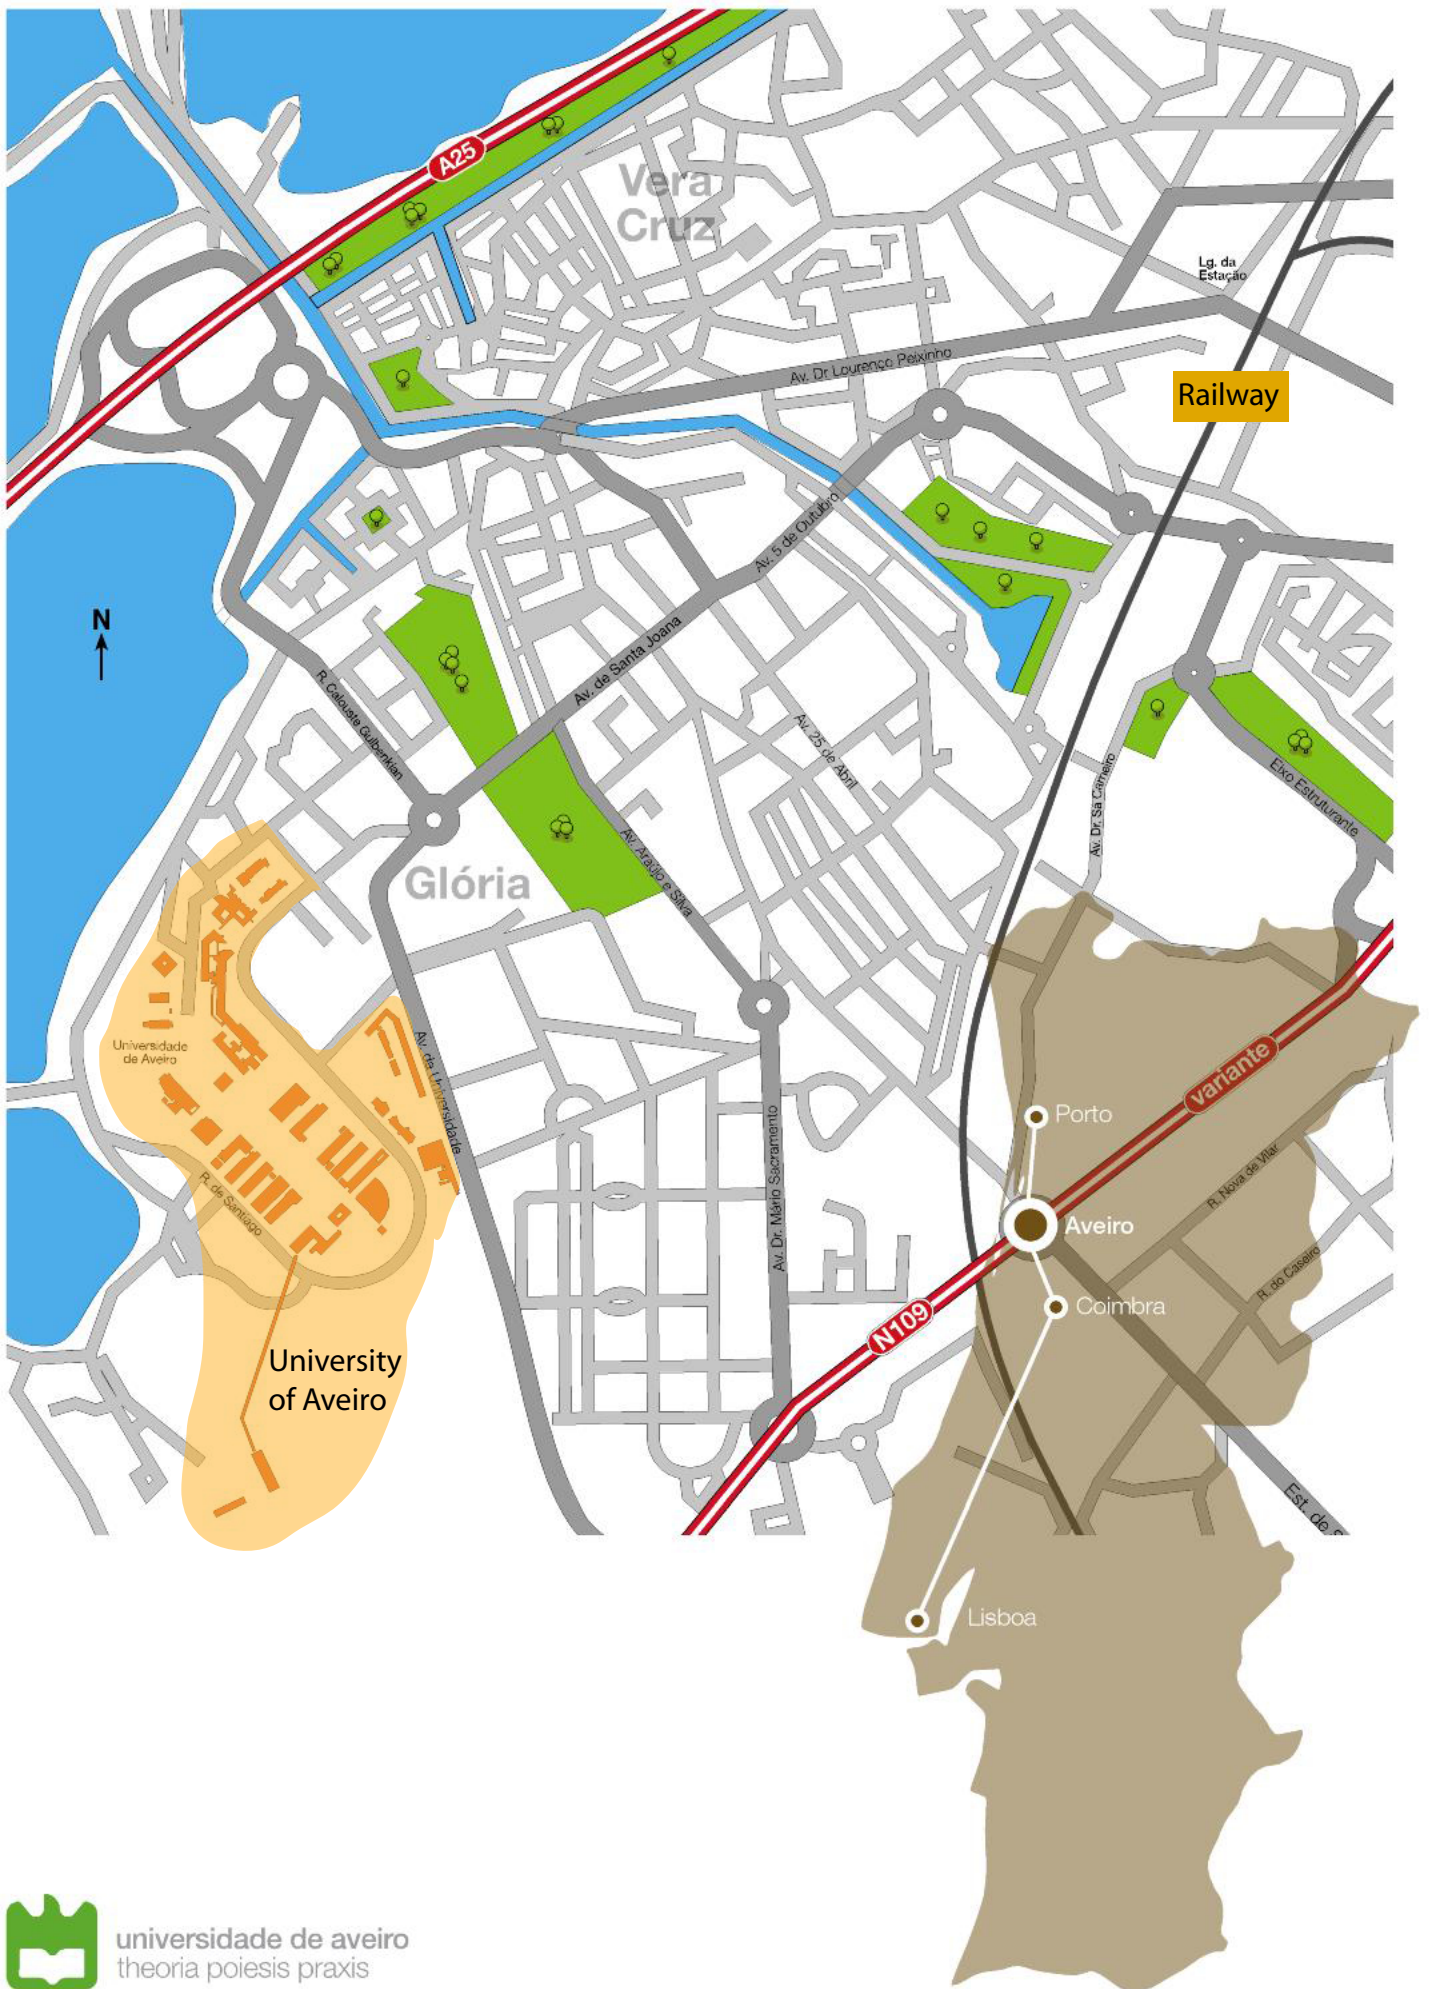 A25
Vera
Cruz
Lg. da
Estação
Av. Dr Lourenço Peixinho
Railway
Av. 5 de Outubro
N
Av. de Santa Joana
R. Calouste Gulbenkian
Av. 25 de Abril
Av. Dr. Sá Carneiro
Eixo Estruturante
Av. Araújo e Silva
Glória
Universidade
de Aveiro
Av. da Universidade
variante
Porto
R. Nova de Vilar
Av. Dr. Mário Sacramento
R. de Santiago
Aveiro
R. do Caseiro
Coimbra
N109
University
of Aveiro
Est. de
Lisboa
universidade de aveiro
theoria poiesis praxis